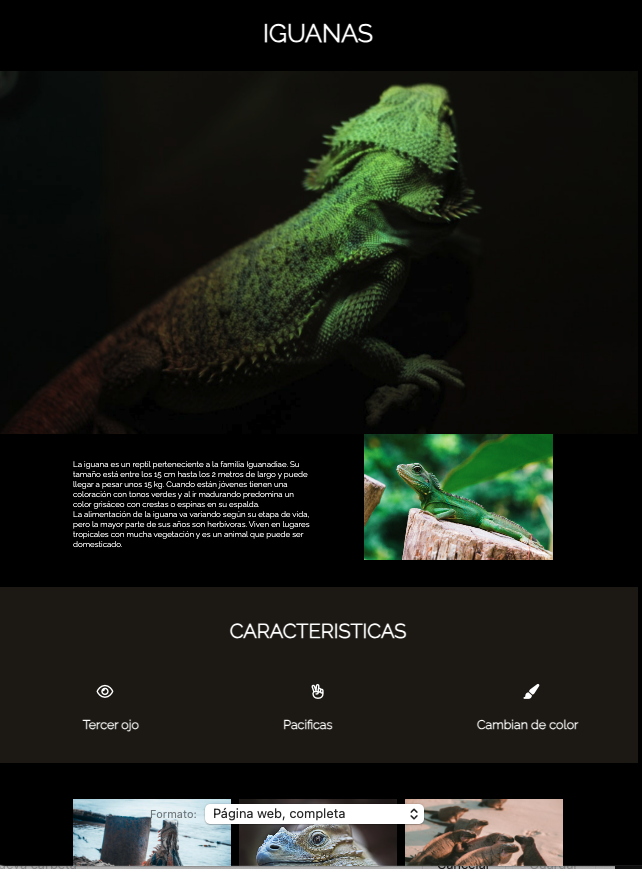 IGUANAS
La iguana es un reptil perteneciente a la familia Iguanadiae. Su
tamaño está entre los 15 cm hasta los 2 metros de largo y puede
llegar a pesar unos 15 kg. Cuando están jóvenes tienen una
coloración con tonos verdes y al ir madurando predomina un
color grisáceo con crestas o espinas en su espalda.
La alimentación de la iguana va variando según su etapa de vida,
pero la mayor parte de sus años son herbívoras. Viven en lugares
tropicales con mucha vegetación y es un animal que puede ser
domesticado.
CARACTERISTICAS
Tercer ojo
Pacificas
Cambian de color
Formato:
Página web, completa